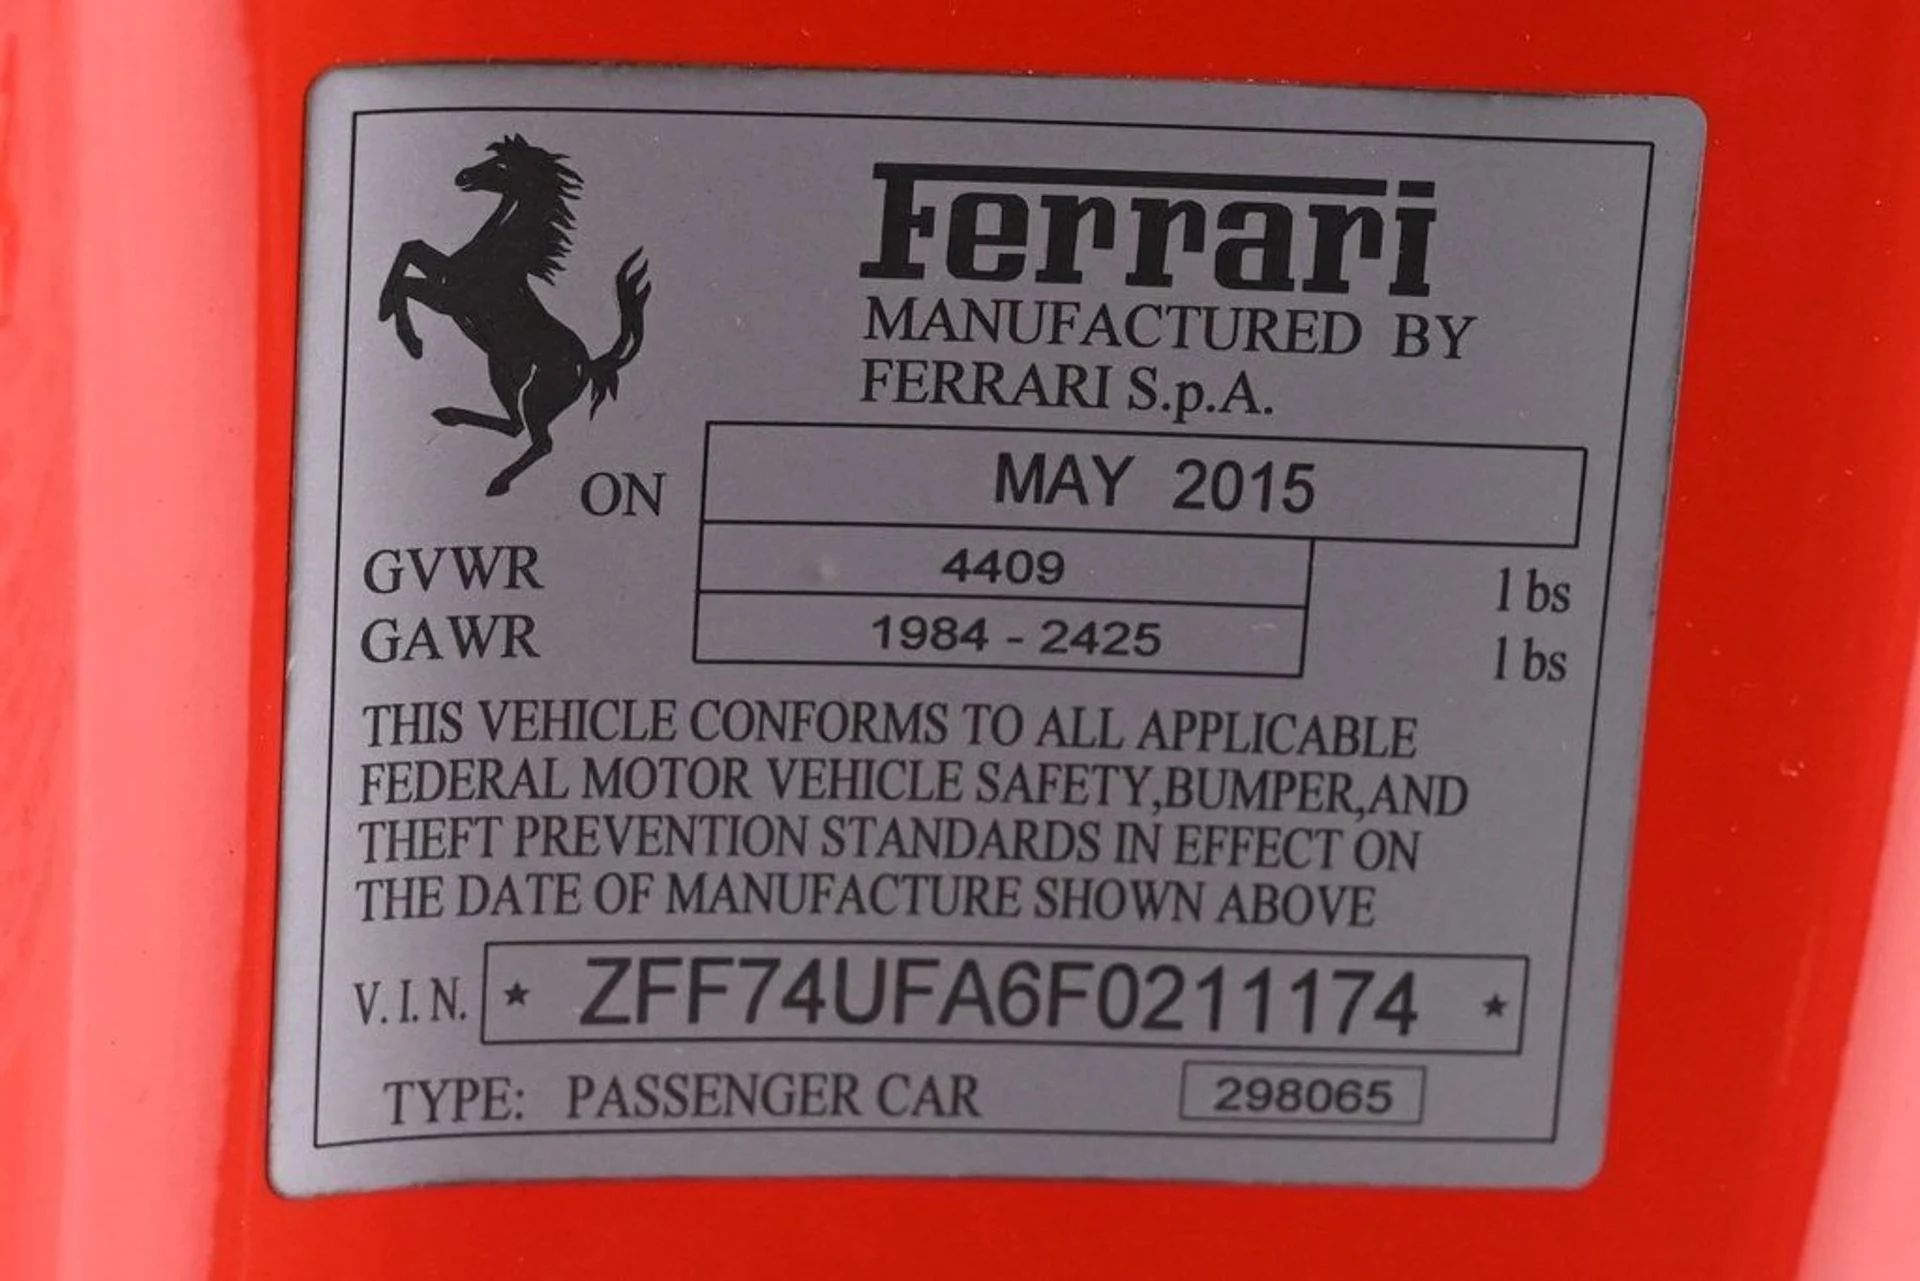 Ferrari
MANUFACTURED BY
FERRARI S.p.A.
ON MAY 2015
GVWR 4409 lbs
GAWR 1984 - 2425 lbs
THIS VEHICLE CONFORMS TO ALL APPLICABLE
FEDERAL MOTOR VEHICLE SAFETY,BUMPER,AND
THEFT PREVENTION STANDARDS IN EFFECT ON
THE DATE OF MANUFACTURE SHOWN ABOVE
V.I.N. ★ ZFF74UFA6F0211174 ★
TYPE: PASSENGER CAR 298065